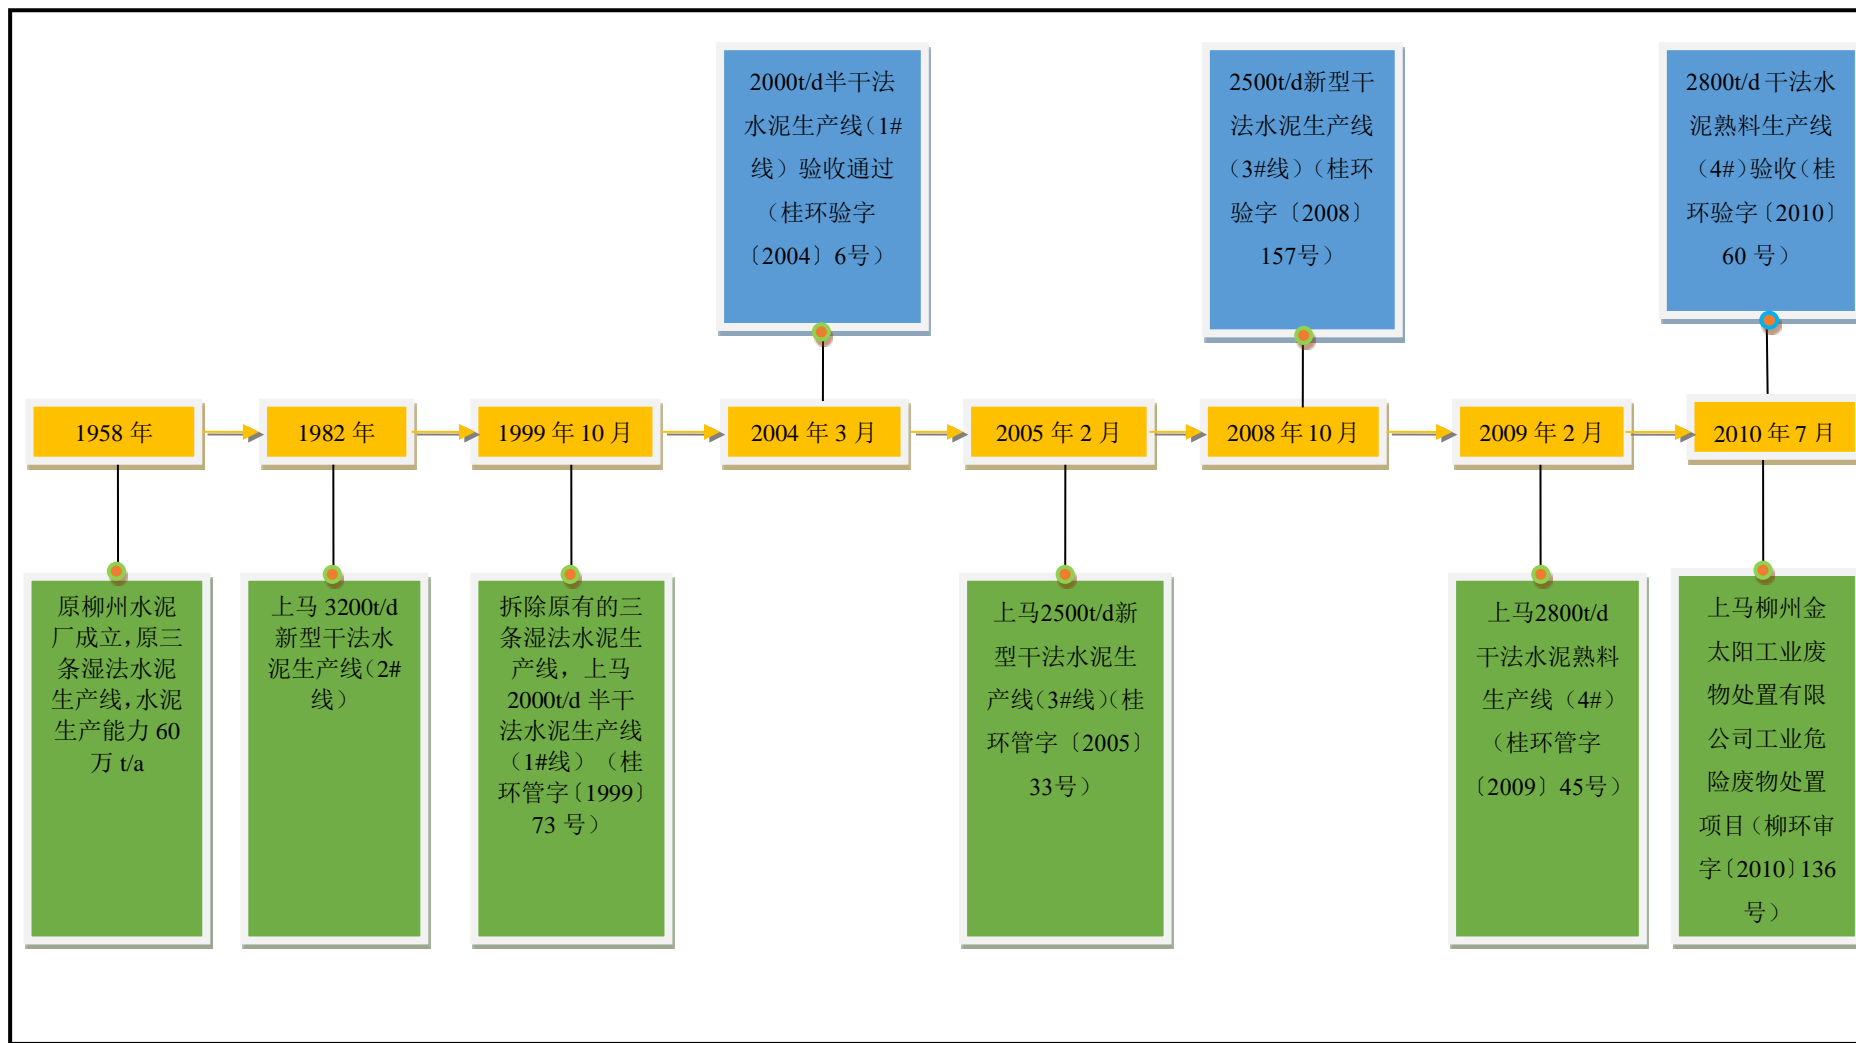 2000t/d半干法
水泥生产线（1#
线）验收通过
（桂环验字
〔2004〕6号）
2500t/d新型干
法水泥生产线
（3#线）（桂环
验字〔2008〕
157号）
2800t/d 干法水
泥熟料生产线
（4#）验收（桂
环验字〔2010〕
60 号）
1958 年
1982 年
1999 年 10 月
2004 年 3 月
2005 年 2 月
2008 年 10 月
2009 年 2 月
2010 年 7 月
原柳州水泥
厂成立，原三
条湿法水泥
生产线，水泥
生产能力 60
万 t/a
上马 3200t/d
新型干法水
泥生产线（2#
线）
拆除原有的三
条湿法水泥生
产线，上马
2000t/d 半干
法水泥生产线
（1#线）（桂
环管字〔1999〕
73 号）
上马2500t/d新
型干法水泥生
产线（3#线）（桂
环管字〔2005〕
33号）
上马2800t/d
干法水泥熟料
生产线（4#）
（桂环管字
〔2009〕45号）
上马柳州金
太阳工业废
物处置有限
公司工业危
险废物处置
项目（柳环审
字〔2010〕136
号）